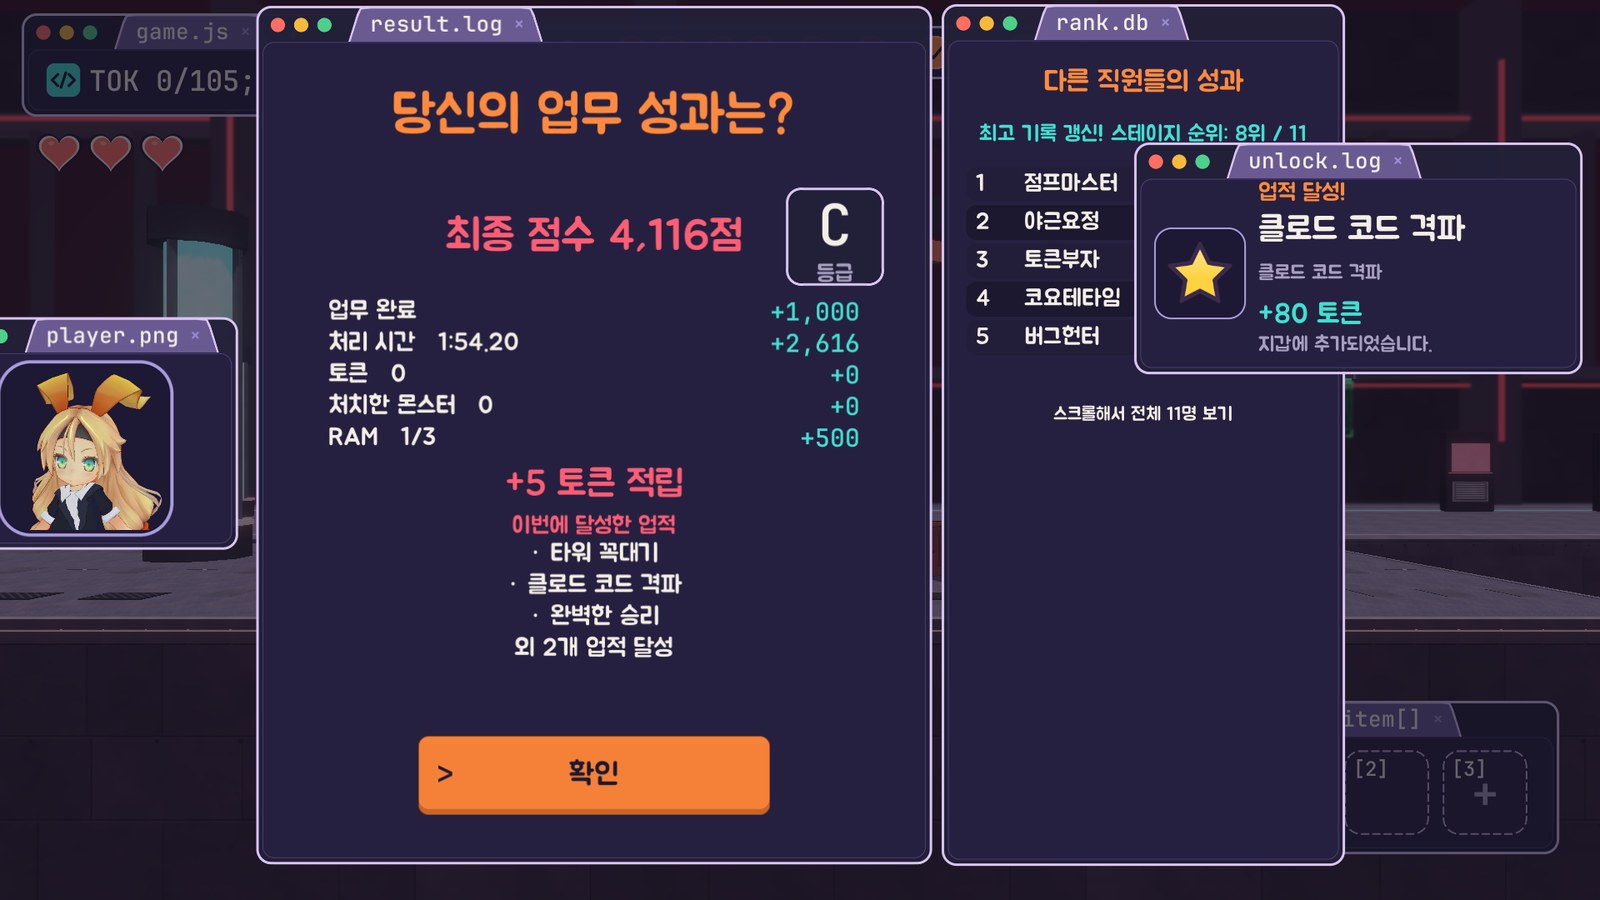 game.js ×
TOK 0/105;
player.png ×
result.log ×
당신의 업무 성과는?
최종 점수 4,116점
C
등급
업무 완료 +1,000
처리 시간 1:54.20 +2,616
토큰 0 +0
처치한 몬스터 0 +0
RAM 1/3 +500
+5 토큰 적립
이번에 달성한 업적
· 타워 꼭대기
· 클로드 코드 격파
· 완벽한 승리
외 2개 업적 달성
> 확인
rank.db ×
다른 직원들의 성과
최고 기록 갱신! 스테이지 순위: 8위 / 11
1 점프마스터
2 야근요정
3 토큰부자
4 코요테타임
5 버그헌터
스크롤해서 전체 11명 보기
unlock.log ×
업적 달성!
클로드 코드 격파
클로드 코드 격파
+80 토큰
지갑에 추가되었습니다.
item[] ×
[2]
[3]
+